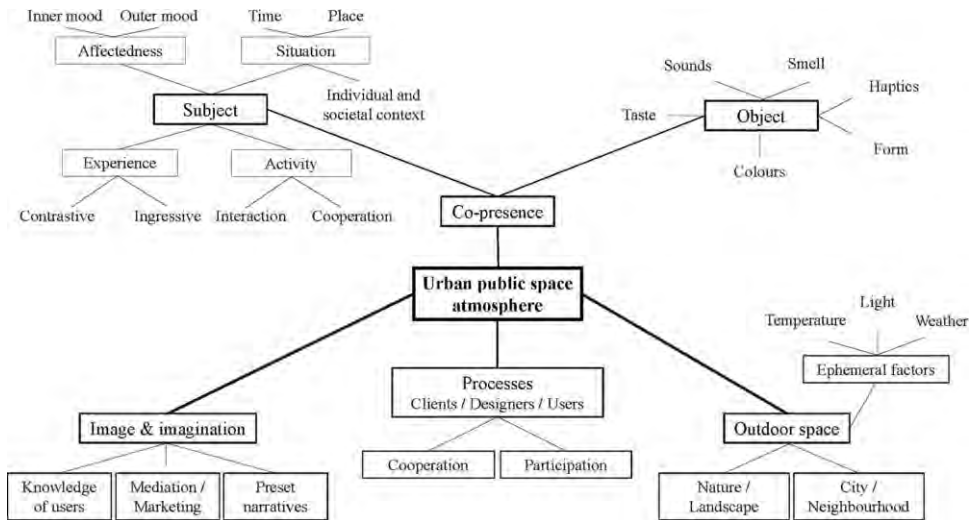 Inner mood
Outer mood
Time
Place
Affectedness
Situation
Subject
Individual and
societal context
Experience
Activity
Contrastive
Ingressive
Interaction
Cooperation
Sounds
Smell
Taste
Object
Haptics
Form
Colours
Co-presence
Urban public space
atmosphere
Light
Temperature
Weather
Ephemeral factors
Processes
Clients / Designers / Users
Cooperation
Participation
Image & imagination
Knowledge
of users
Mediation /
Marketing
Preset
narratives
Outdoor space
Nature /
Landscape
City /
Neighbourhood